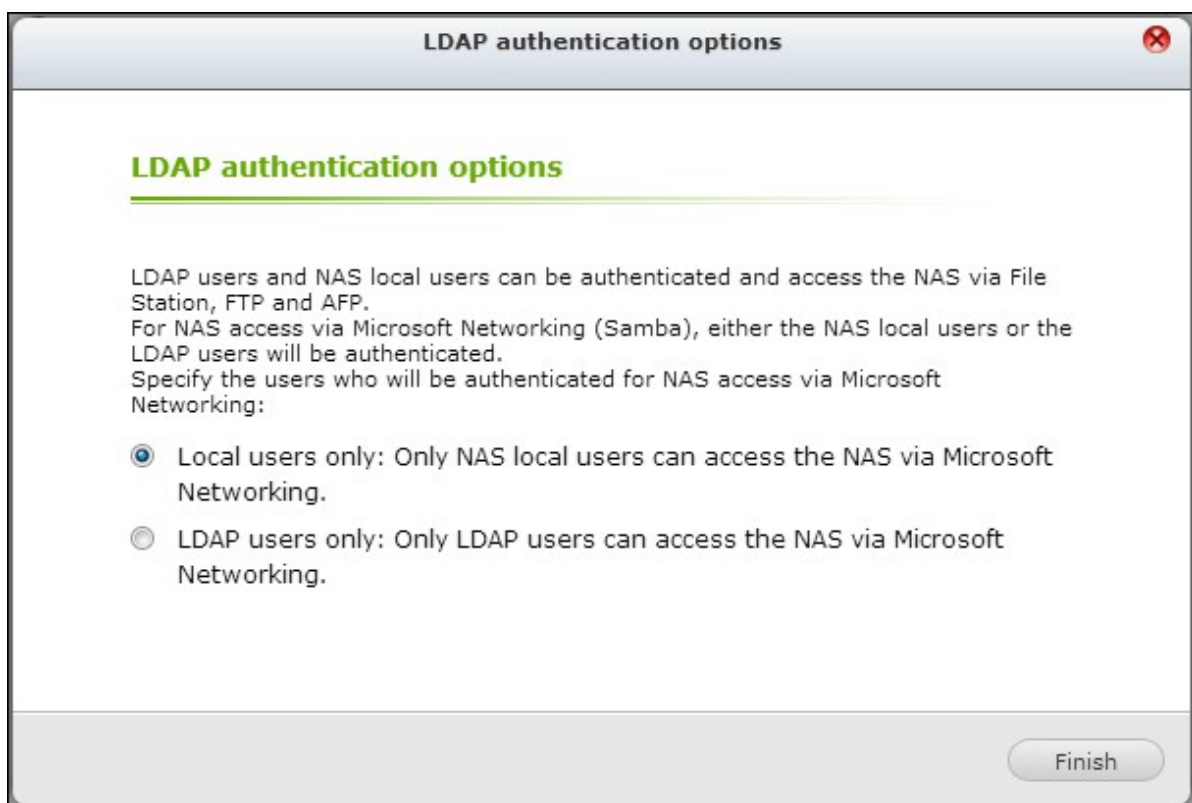 LDAP authentication options
LDAP authentication options
LDAP users and NAS local users can be authenticated and access the NAS via File
Station, FTP and AFP.
For NAS access via Microsoft Networking (Samba), either the NAS local users or the
LDAP users will be authenticated.
Specify the users who will be authenticated for NAS access via Microsoft
Networking:
Local users only: Only NAS local users can access the NAS via Microsoft
Networking.
LDAP users only: Only LDAP users can access the NAS via Microsoft
Networking.
Finish